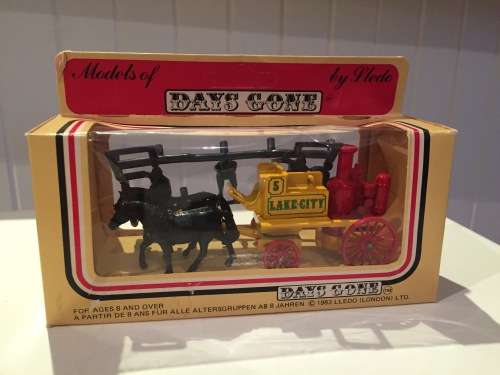 Models of DAYS GONE by Lledo
S
LAKE-CITY
DAYS GONE
FOR AGES 8 AND OVER
A PARTIR DE 8 ANS FÜR ALLE ALTERSGRUPPEN AB 8 JAHREN © 1983 LLEDO (LONDON) LTD.